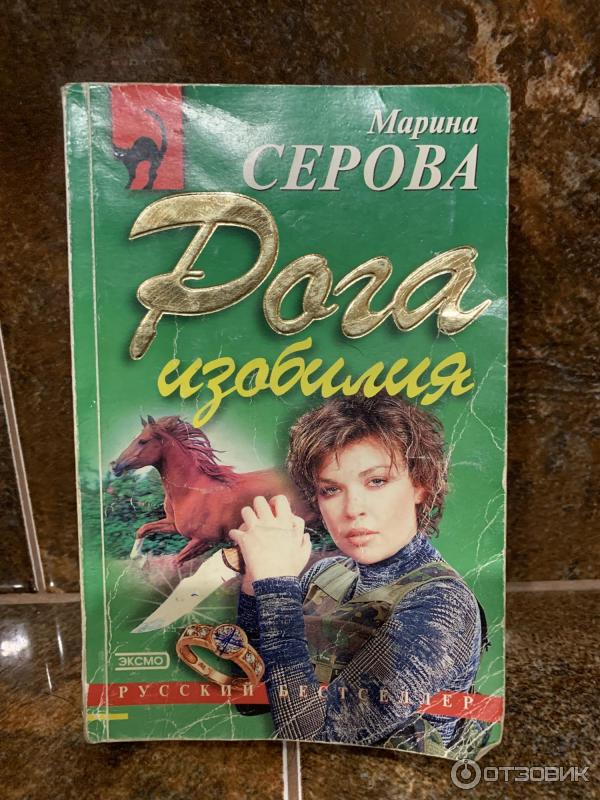 Марина
СЕРОВА
Рога
изобилия
ЭКСМО
РУССКИЙ БЕСТСЕЛЛЕР
ОТЗОВИК